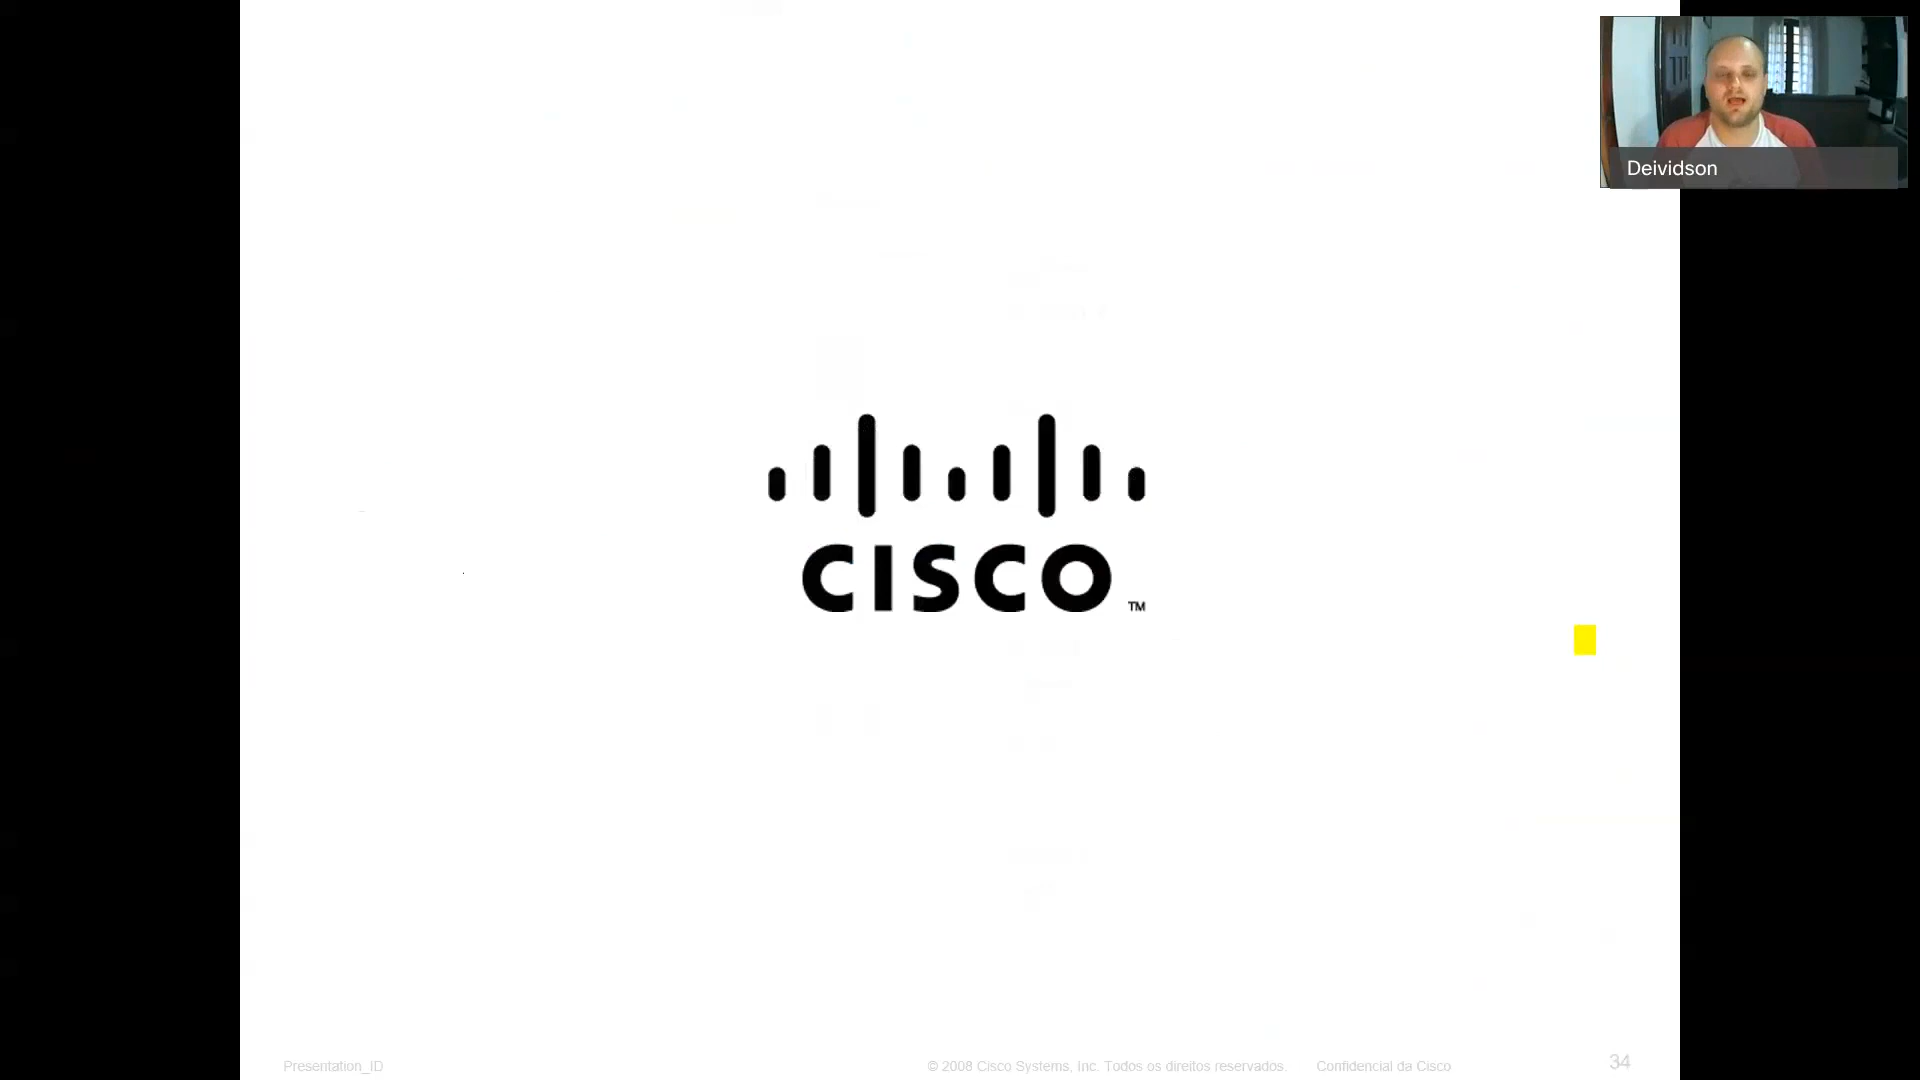 Deividson
CISCO ™
Presentation_ID
© 2008 Cisco Systems, Inc. Todos os direitos reservados.
Confidencial da Cisco
34